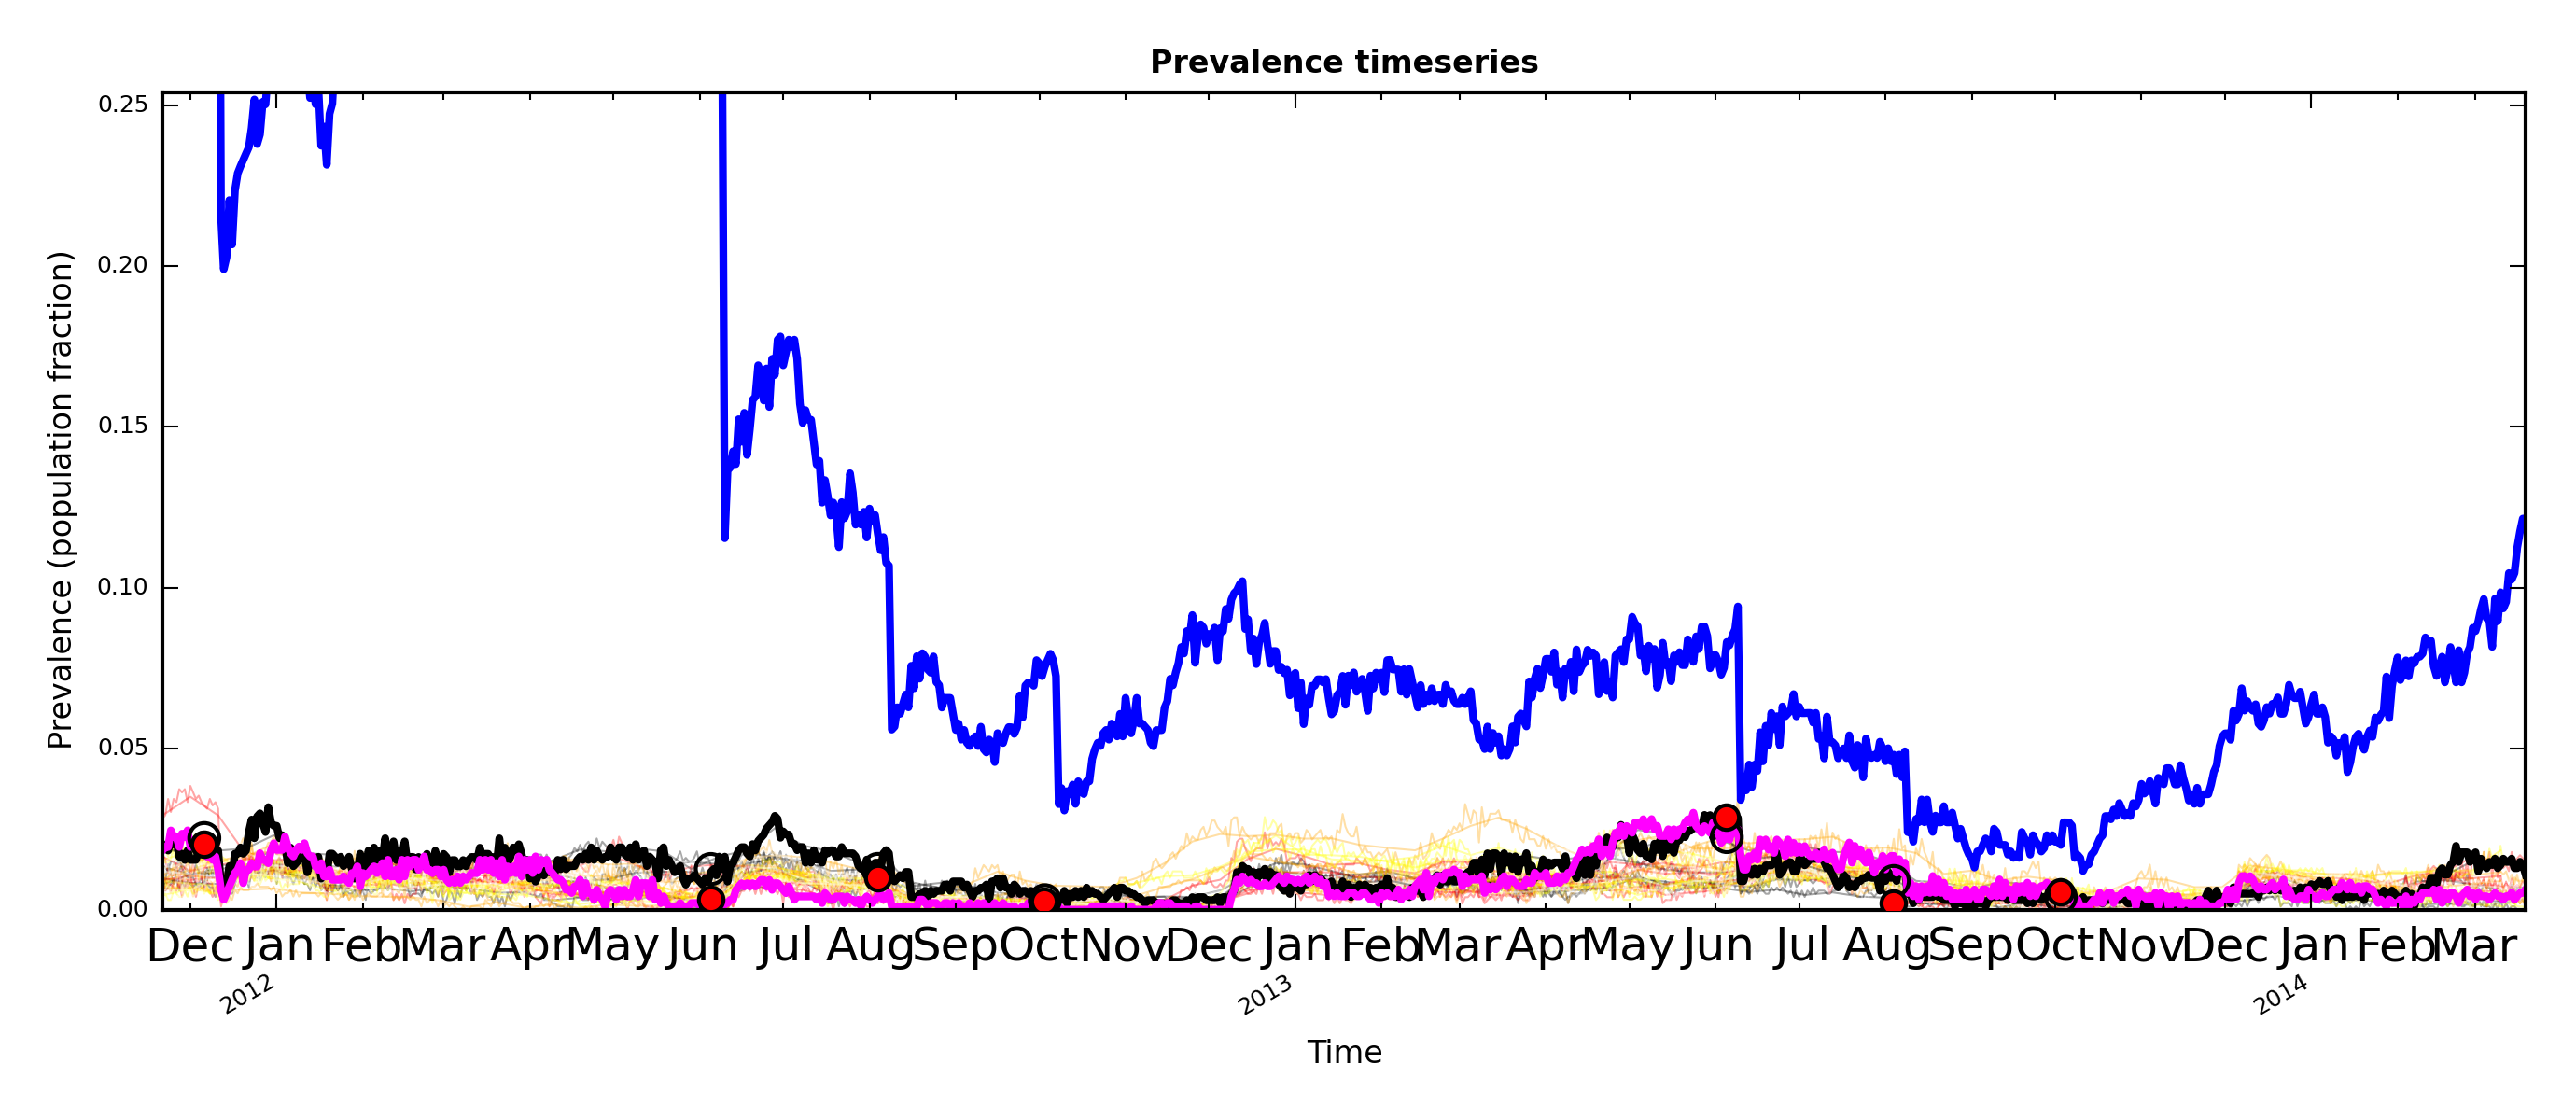 Prevalence timeseries
Prevalence (population fraction)
0.25
0.20
0.15
0.10
0.05
0.00
Dec Jan Feb Mar Apr May Jun Jul Aug Sep Oct Nov Dec Jan Feb Mar Apr May Jun Jul Aug Sep Oct Nov Dec Jan Feb Mar
2012 2013 2014
Time